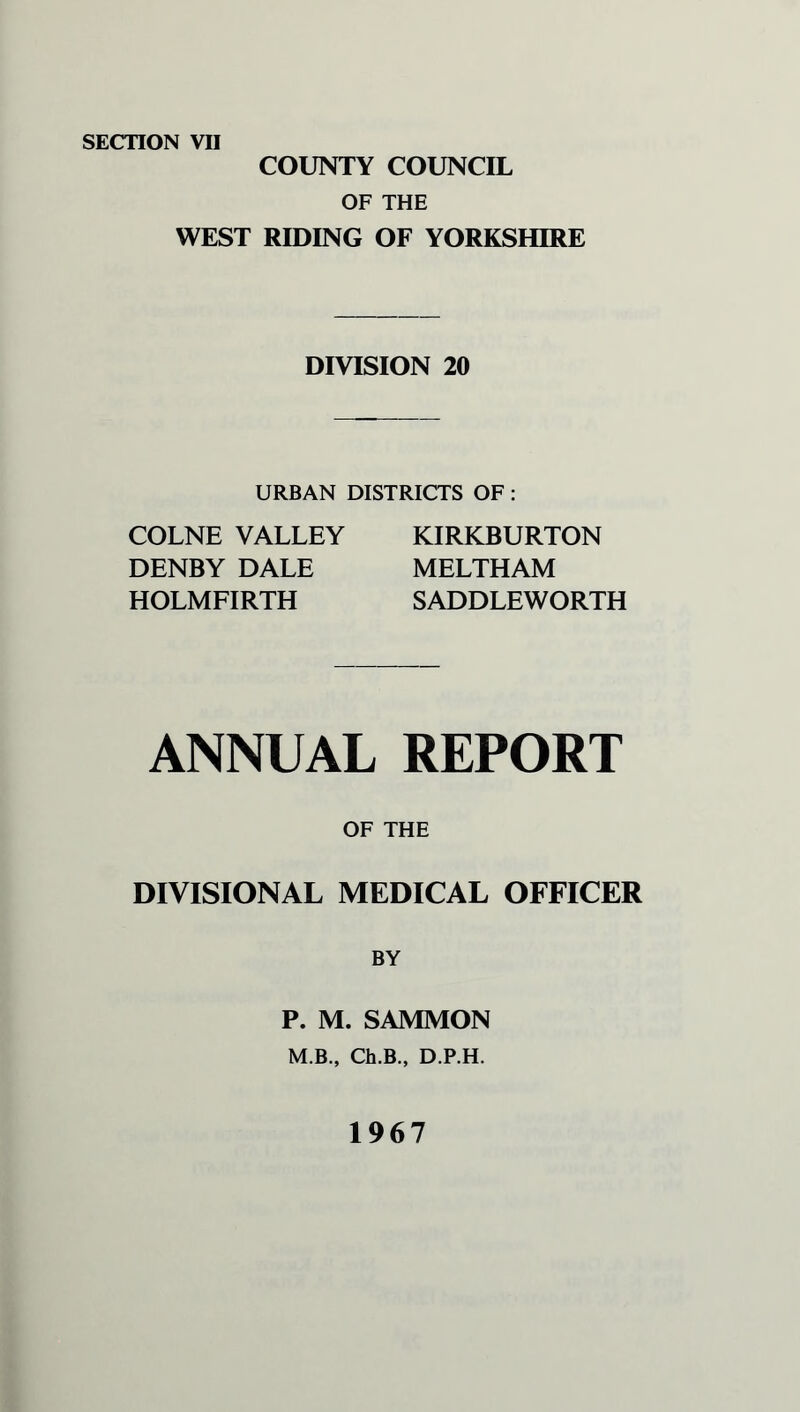 SECTION VII
COUNTY COUNCIL
OF THE
WEST RIDING OF YORKSHIRE
DIVISION 20
URBAN DISTRICTS OF :
COLNE VALLEY KIRKBURTON
DENBY DALE MELTHAM
HOLMFIRTH SADDLEWORTH
ANNUAL REPORT
OF THE
DIVISIONAL MEDICAL OFFICER
BY
P. M. SAMMON
M.B., Ch.B., D.P.H.
1967